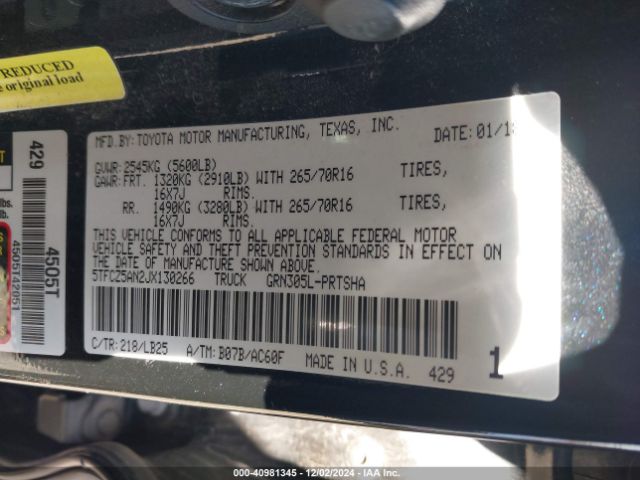 REDUCED
e original load
429
4505T
4505T42051
lbs.
lb.
MFD.BY:TOYOTA MOTOR MANUFACTURING, TEXAS, INC. DATE:01/1
GVWR:2545KG (5600LB)
GAWR:FRT. 1320KG (2910LB) WITH 265/70R16 TIRES,
16X7J RIMS.
RR. 1490KG (3280LB) WITH 265/70R16 TIRES,
16X7J RIMS.
THIS VEHICLE CONFORMS TO ALL APPLICABLE FEDERAL MOTOR
VEHICLE SAFETY AND THEFT PREVENTION STANDARDS IN EFFECT ON
THE DATE OF MANUFACTURE SHOWN ABOVE.
5TFCZ5AN2JX130266 TRUCK GRN305L-PRTSHA
C/TR:218/LB25 A/TM:B07B/AC60F MADE IN U.S.A. 429 1
000-40981345 - 12/02/2024 - IAA Inc.